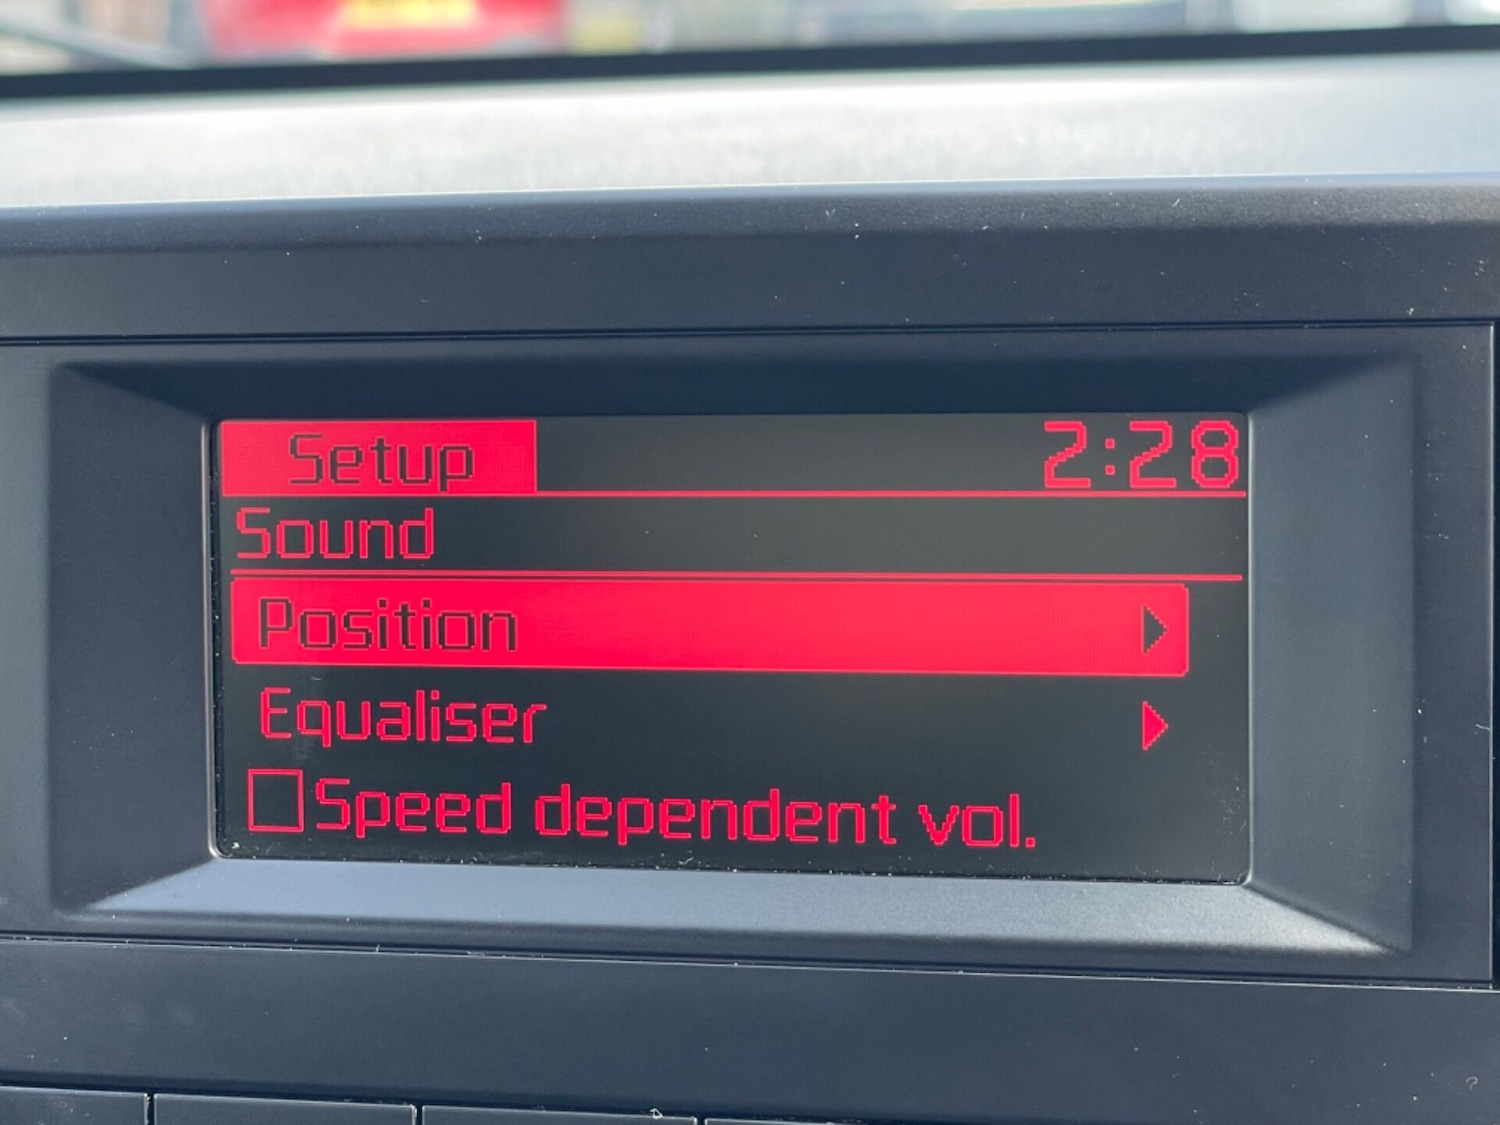 Setup 2:28
Sound
Position
Equaliser
Speed dependent vol.